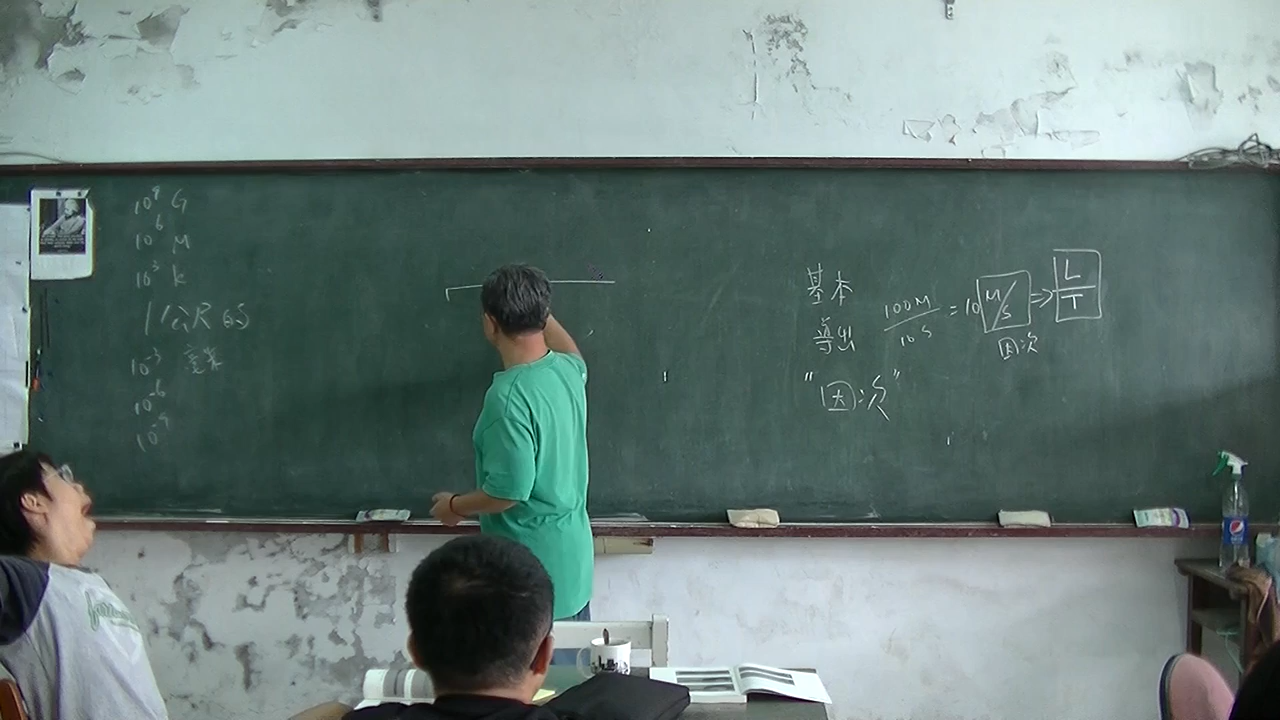 10⁹ G
10⁶ M
10³ k
1 公尺 的
10⁻³ 毫米
10⁻⁶
10⁻⁹
基本
導出
"因次"
100M/10S = 10 M/S ⇒ L/T
因次